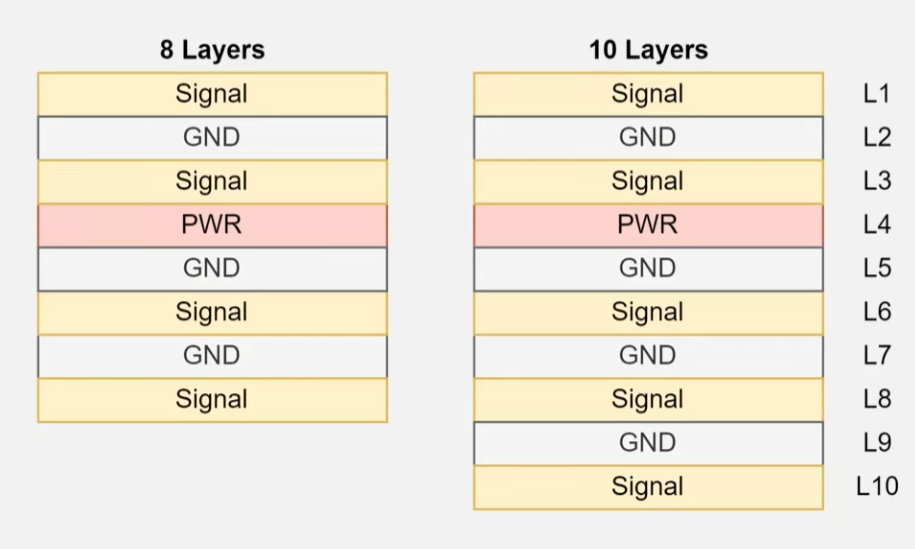 8 Layers 10 Layers
Signal Signal L1
GND GND L2
Signal Signal L3
PWR PWR L4
GND GND L5
Signal Signal L6
GND GND L7
Signal Signal L8
GND L9
Signal L10